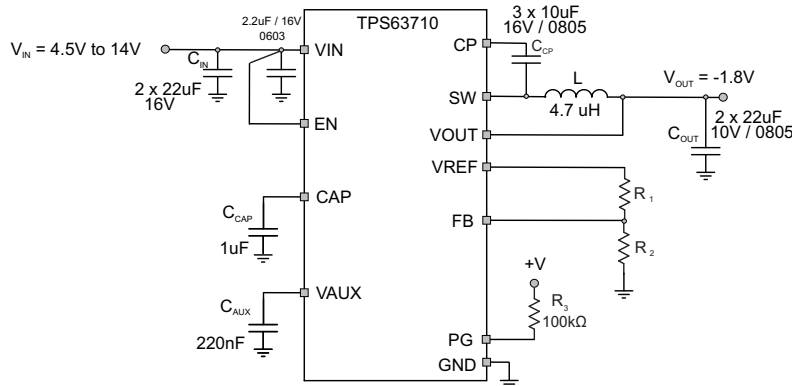 TPS63710
2.2uF / 16V
0603
3 x 10uF
16V / 0805
V_IN = 4.5V to 14V
VIN
CP
C_CP
C_IN
2 x 22uF
16V
L
V_OUT = -1.8V
SW
4.7 uH
2 x 22uF
10V / 0805
EN
VOUT
C_OUT
VREF
CAP
R_1
C_CAP
1uF
FB
R_2
+V
VAUX
C_AUX
220nF
R_3
100kΩ
PG
GND